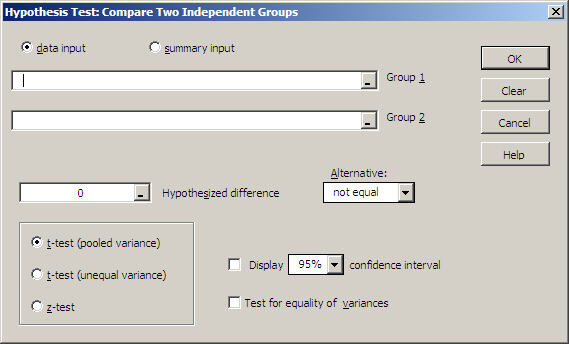 Hypothesis Test: Compare Two Independent Groups
data input
summary input
OK
Group 1
Clear
Group 2
Cancel
Help
Alternative:
0
Hypothesized difference
not equal
t-test (pooled variance)
Display
95%
confidence interval
t-test (unequal variance)
z-test
Test for equality of variances